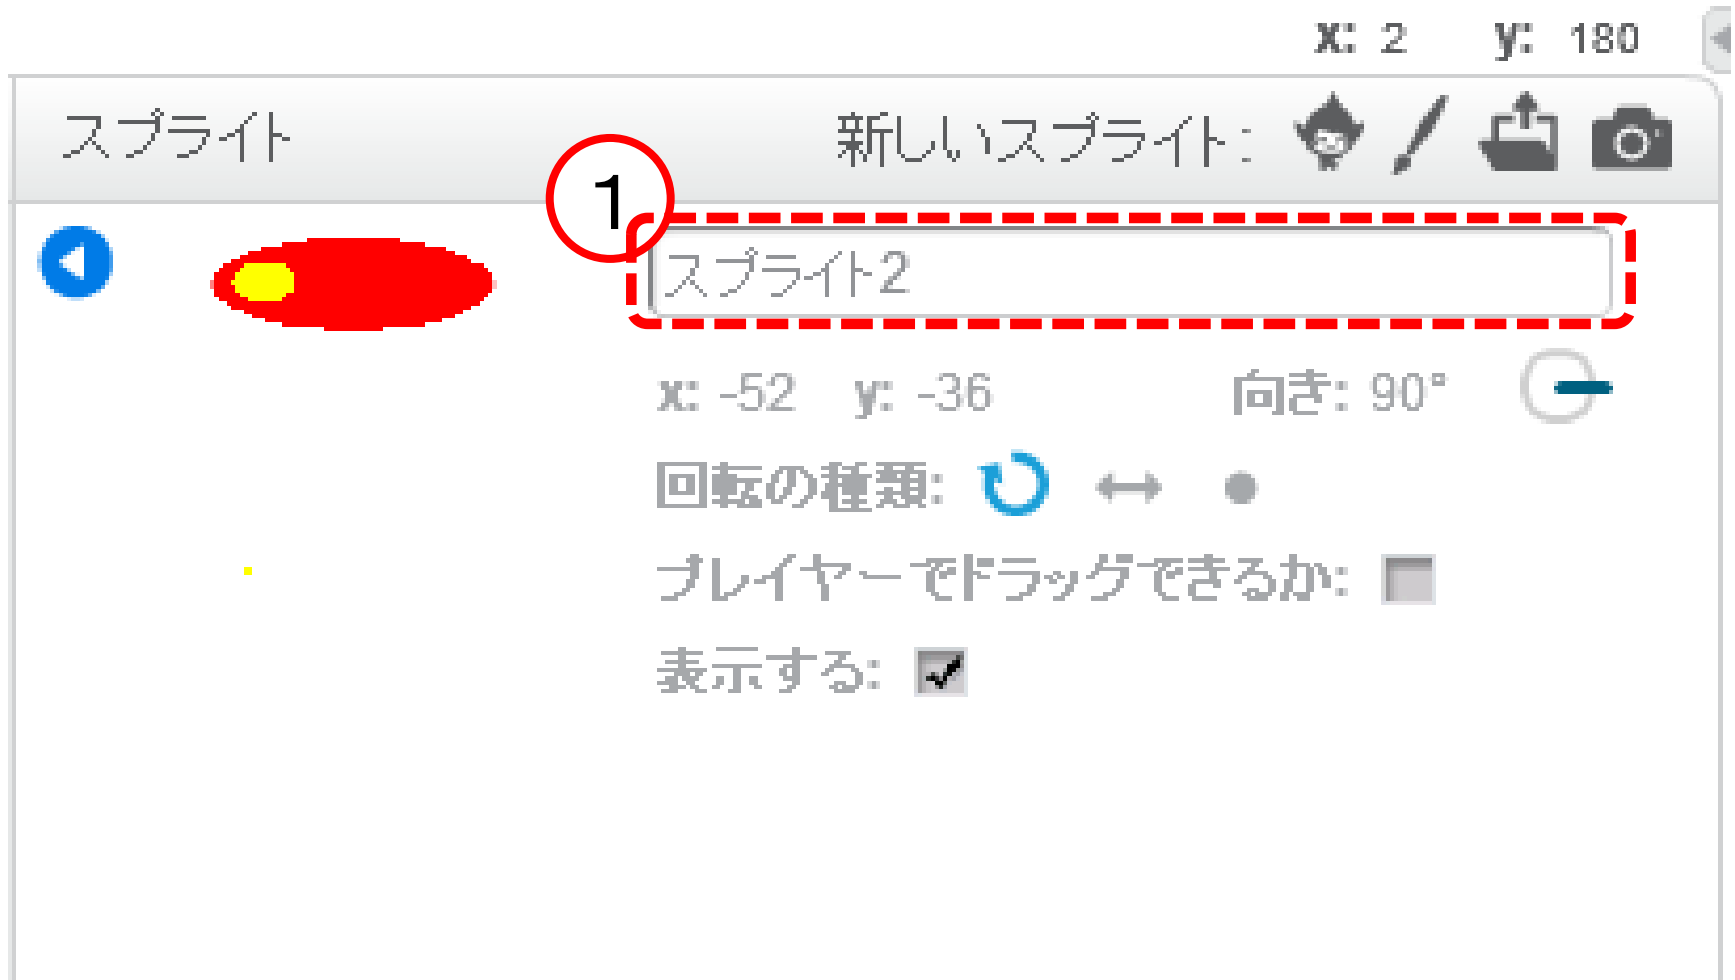 x: 2 y: 180
スプライト 新しいスプライト:
1
スプライト2
x: -52 y: -36 向き: 90°
回転の種類:
プレイヤーでドラッグできるか:
表示する: